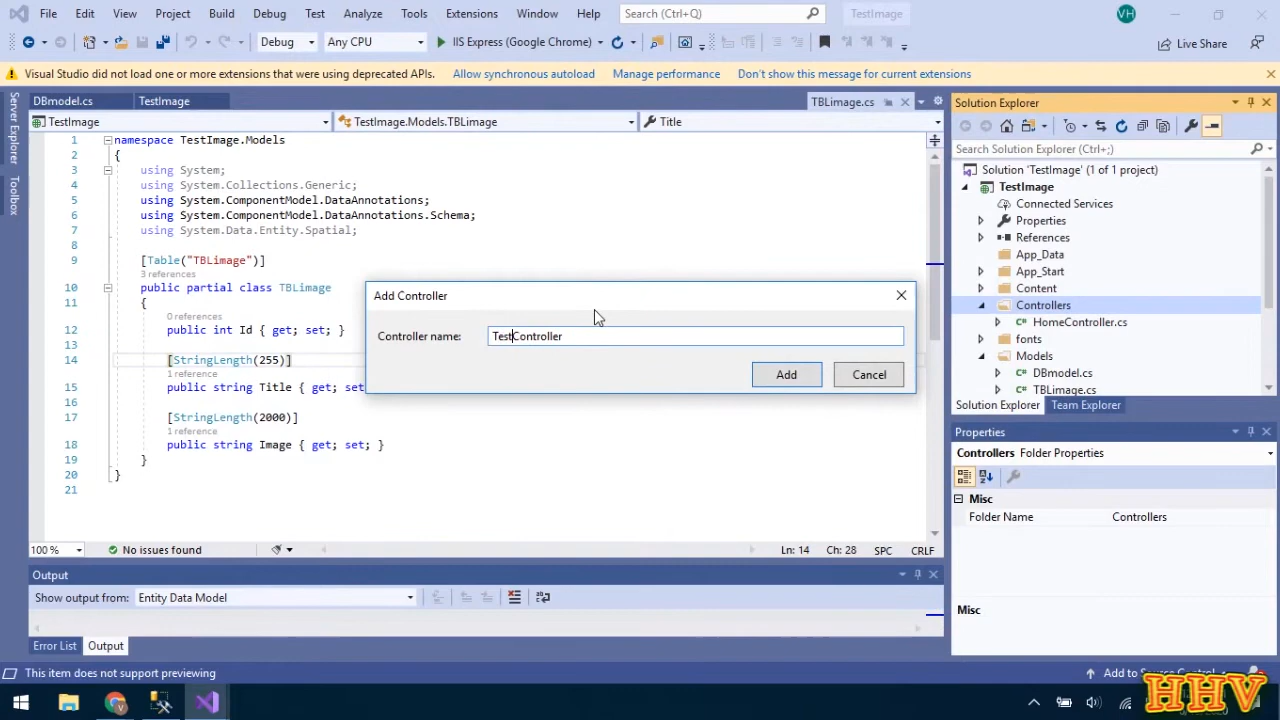 File Edit View Project Build Debug Test Analyze Tools Extensions Window Help Search (Ctrl+Q) TestImage VH
Debug Any CPU IIS Express (Google Chrome) Live Share
Visual Studio did not load one or more extensions that were using deprecated APIs. Allow synchronous autoload Manage performance Don't show this message for current extensions
Server Explorer
Toolbox
DBmodel.cs TestImage TBLimage.cs
TestImage TestImage.Models.TBLimage Title
1 namespace TestImage.Models
2 {
3 using System;
4 using System.Collections.Generic;
5 using System.ComponentModel.DataAnnotations;
6 using System.ComponentModel.DataAnnotations.Schema;
7 using System.Data.Entity.Spatial;
8
9 [Table("TBLimage")]
3 references
10 public partial class TBLimage
11 {
0 references
12 public int Id { get; set; }
13
14 [StringLength(255)]
1 reference
15 public string Title { get; set
16
17 [StringLength(2000)]
1 reference
18 public string Image { get; set; }
19 }
20 }
21
Add Controller
Controller name: TestController
Add Cancel
100 % No issues found Ln: 14 Ch: 28 SPC CRLF
Output
Show output from: Entity Data Model
Error List Output
Solution Explorer
Search Solution Explorer (Ctrl+;)
Solution 'TestImage' (1 of 1 project)
TestImage
Connected Services
Properties
References
App_Data
App_Start
Content
Controllers
HomeController.cs
fonts
Models
DBmodel.cs
TBLimage.cs
Solution Explorer Team Explorer
Properties
Controllers Folder Properties
Misc
Folder Name Controllers
Misc
This item does not support previewing Add to Source Control
HHV